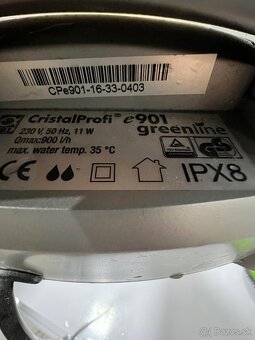 CPe901-16-33-0403
CristalProfi® e901
230 V, 50 Hz, 11 W greenline
Qmax:900 l/h
max. water temp. 35 °C
CE IPX8
Bazos.sk